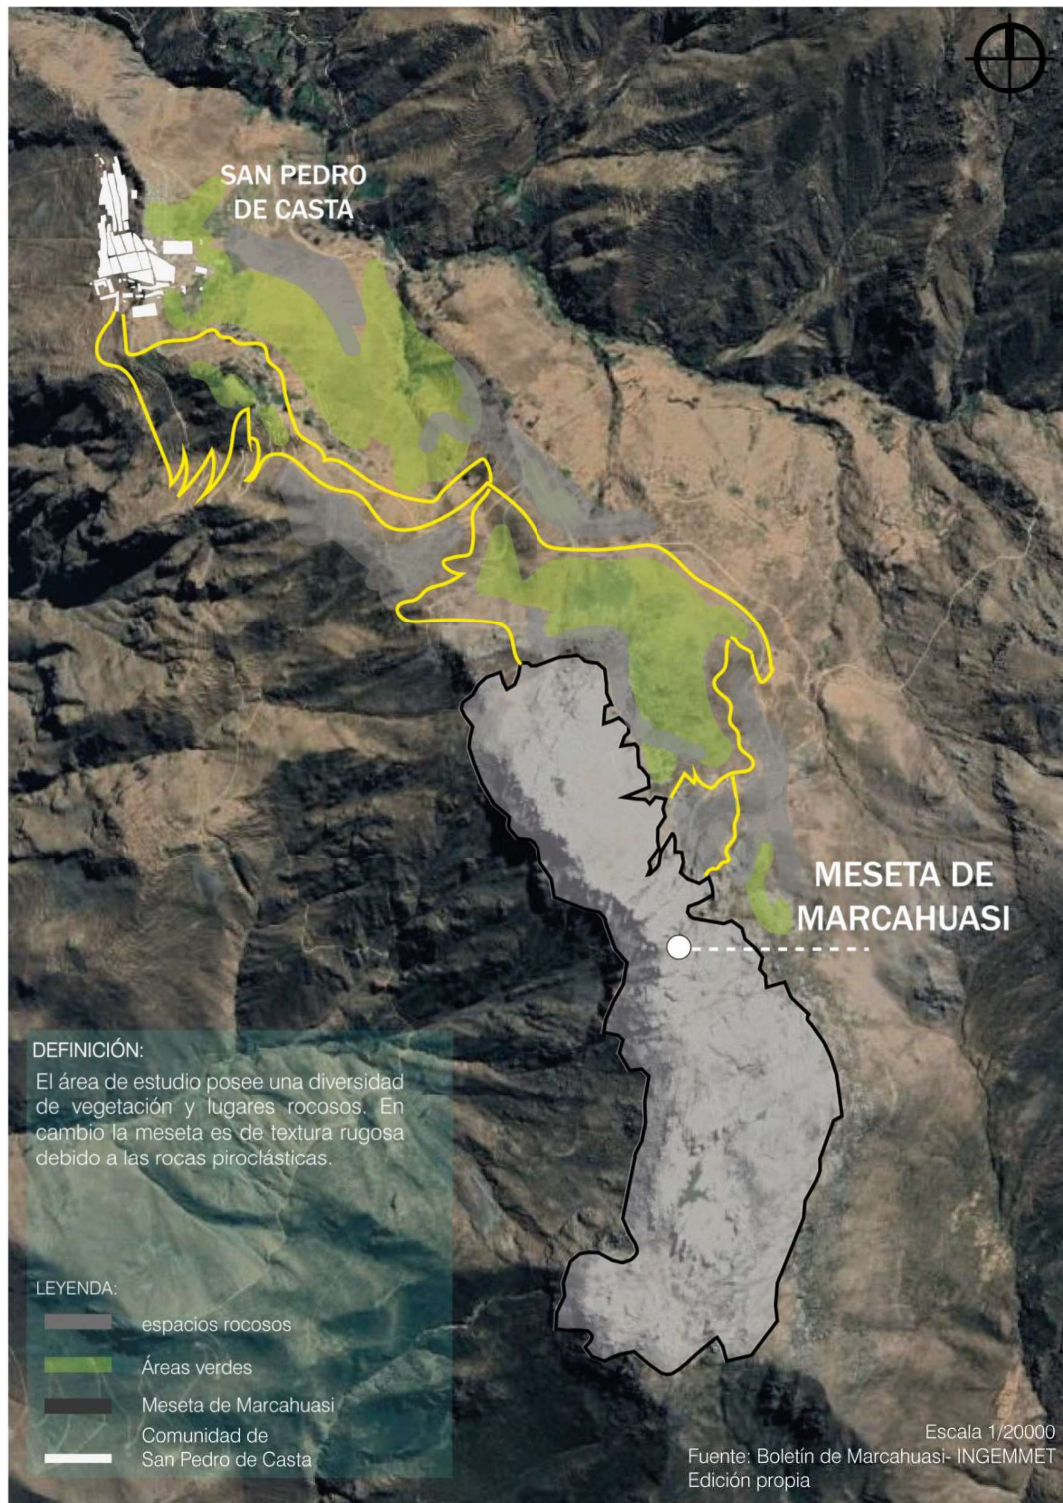 SAN PEDRO
DE CASTA
MESETA DE
MARCAHUASI
DEFINICIÓN:
El área de estudio posee una diversidad
de vegetación y lugares rocosos. En
cambio la meseta es de textura rugosa
debido a las rocas piroclásticas.
LEYENDA:
espacios rocosos
Áreas verdes
Meseta de Marcahuasi
Comunidad de
San Pedro de Casta
Escala 1/20000
Fuente: Boletín de Marcahuasi- INGEMMET
Edición propia